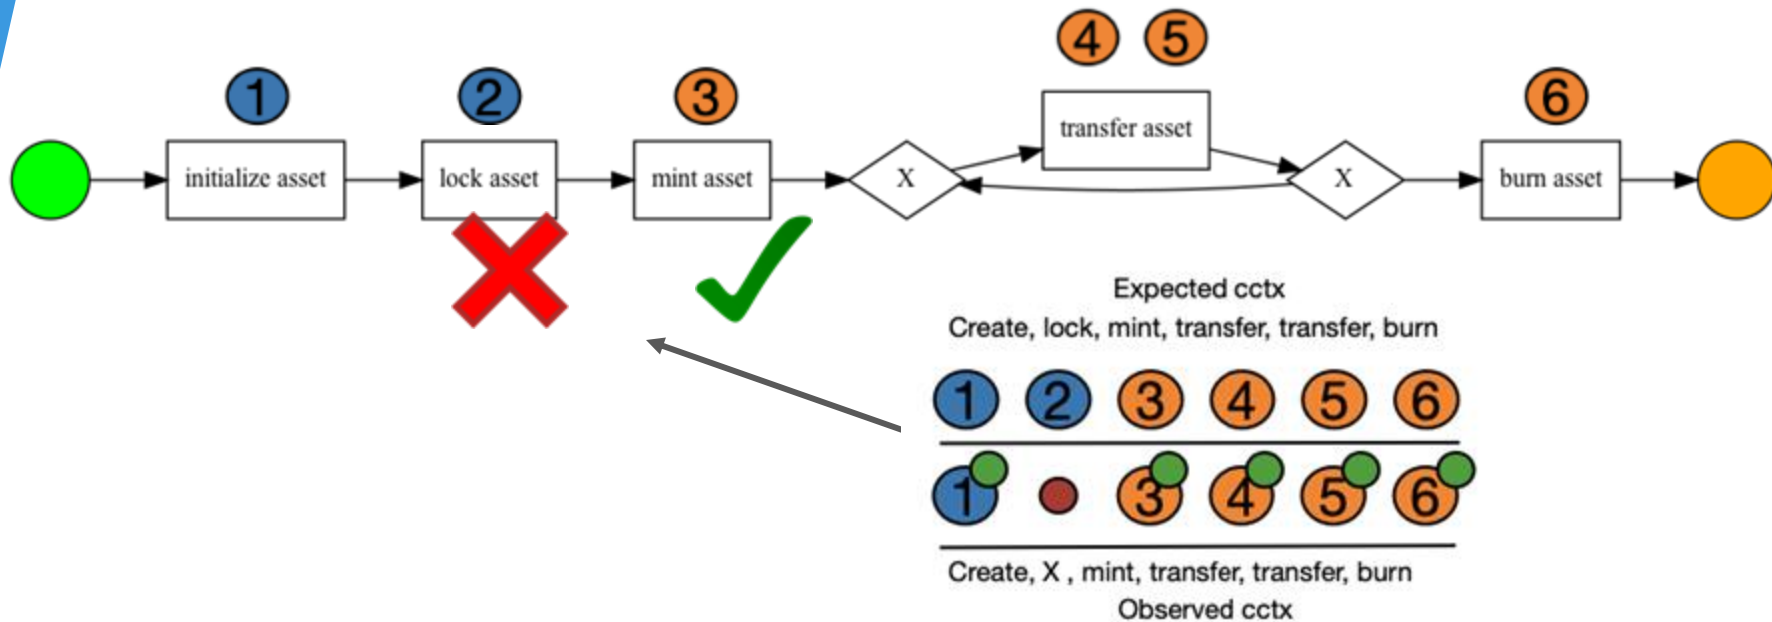 4 5
1 2 3 6
transfer asset
initialize asset lock asset mint asset X X burn asset
Expected cctx
Create, lock, mint, transfer, transfer, burn
1 2 3 4 5 6
1 3 4 5 6
Create, X , mint, transfer, transfer, burn
Observed cctx